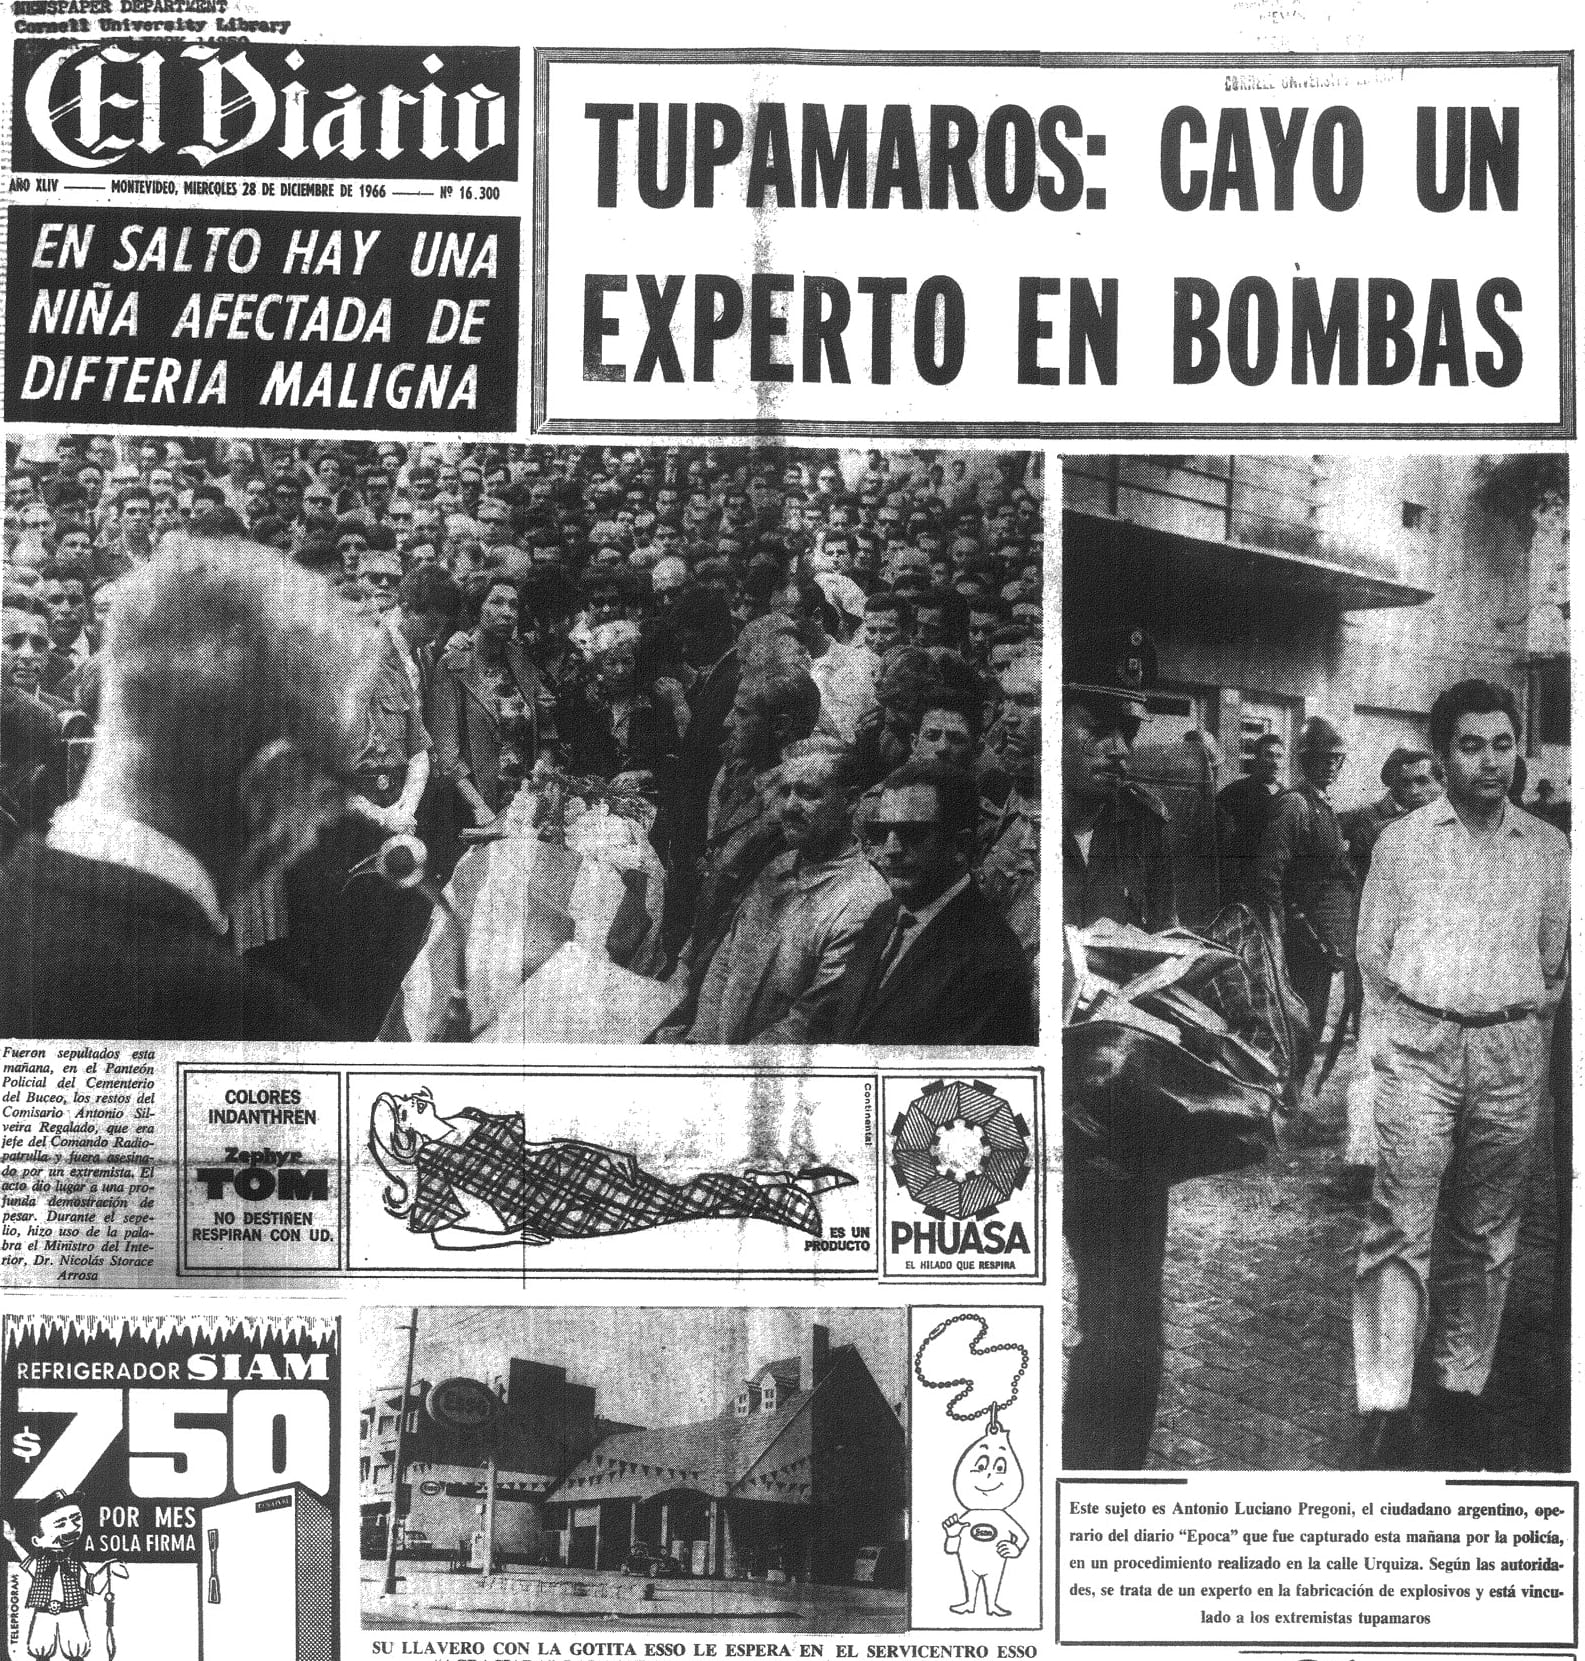 NEWSPAPER DEPARTMENT
Cornell University Library
El Diario
AÑO XLIV — MONTEVIDEO, MIERCOLES 28 DE DICIEMBRE DE 1966 — Nº 16.300
EN SALTO HAY UNA
NIÑA AFECTADA DE
DIFTERIA MALIGNA
TUPAMAROS: CAYO UN
EXPERTO EN BOMBAS
Fueron sepultados esta
mañana, en el Panteón
Policial del Cementerio
del Buceo, los restos del
Comisario Antonio Sil-
veira Regalado, que era
jefe del Comando Radio-
patrulla y fuera asesina-
do por un extremista. El
acto dio lugar a una pro-
funda demostración de
pesar. Durante el sepe-
lio, hizo uso de la pala-
bra el Ministro del Inte-
rior, Dr. Nicolás Storace
Arrosa
COLORES
INDANTHREN
Zephyr
TOM
NO DESTIÑEN
RESPIRAN CON UD.
ES UN
PRODUCTO
Continental
PHUASA
EL HILADO QUE RESPIRA
REFRIGERADOR SIAM
$750
POR MES
A SOLA FIRMA
TELEPROGRAM
Esso
Esso
SU LLAVERO CON LA GOTITA ESSO LE ESPERA EN EL SERVICENTRO ESSO
Este sujeto es Antonio Luciano Pregoni, el ciudadano argentino, ope-
rario del diario “Epoca” que fue capturado esta mañana por la policía,
en un procedimiento realizado en la calle Urquiza. Según las autorida-
des, se trata de un experto en la fabricación de explosivos y está vincu-
lado a los extremistas tupamaros